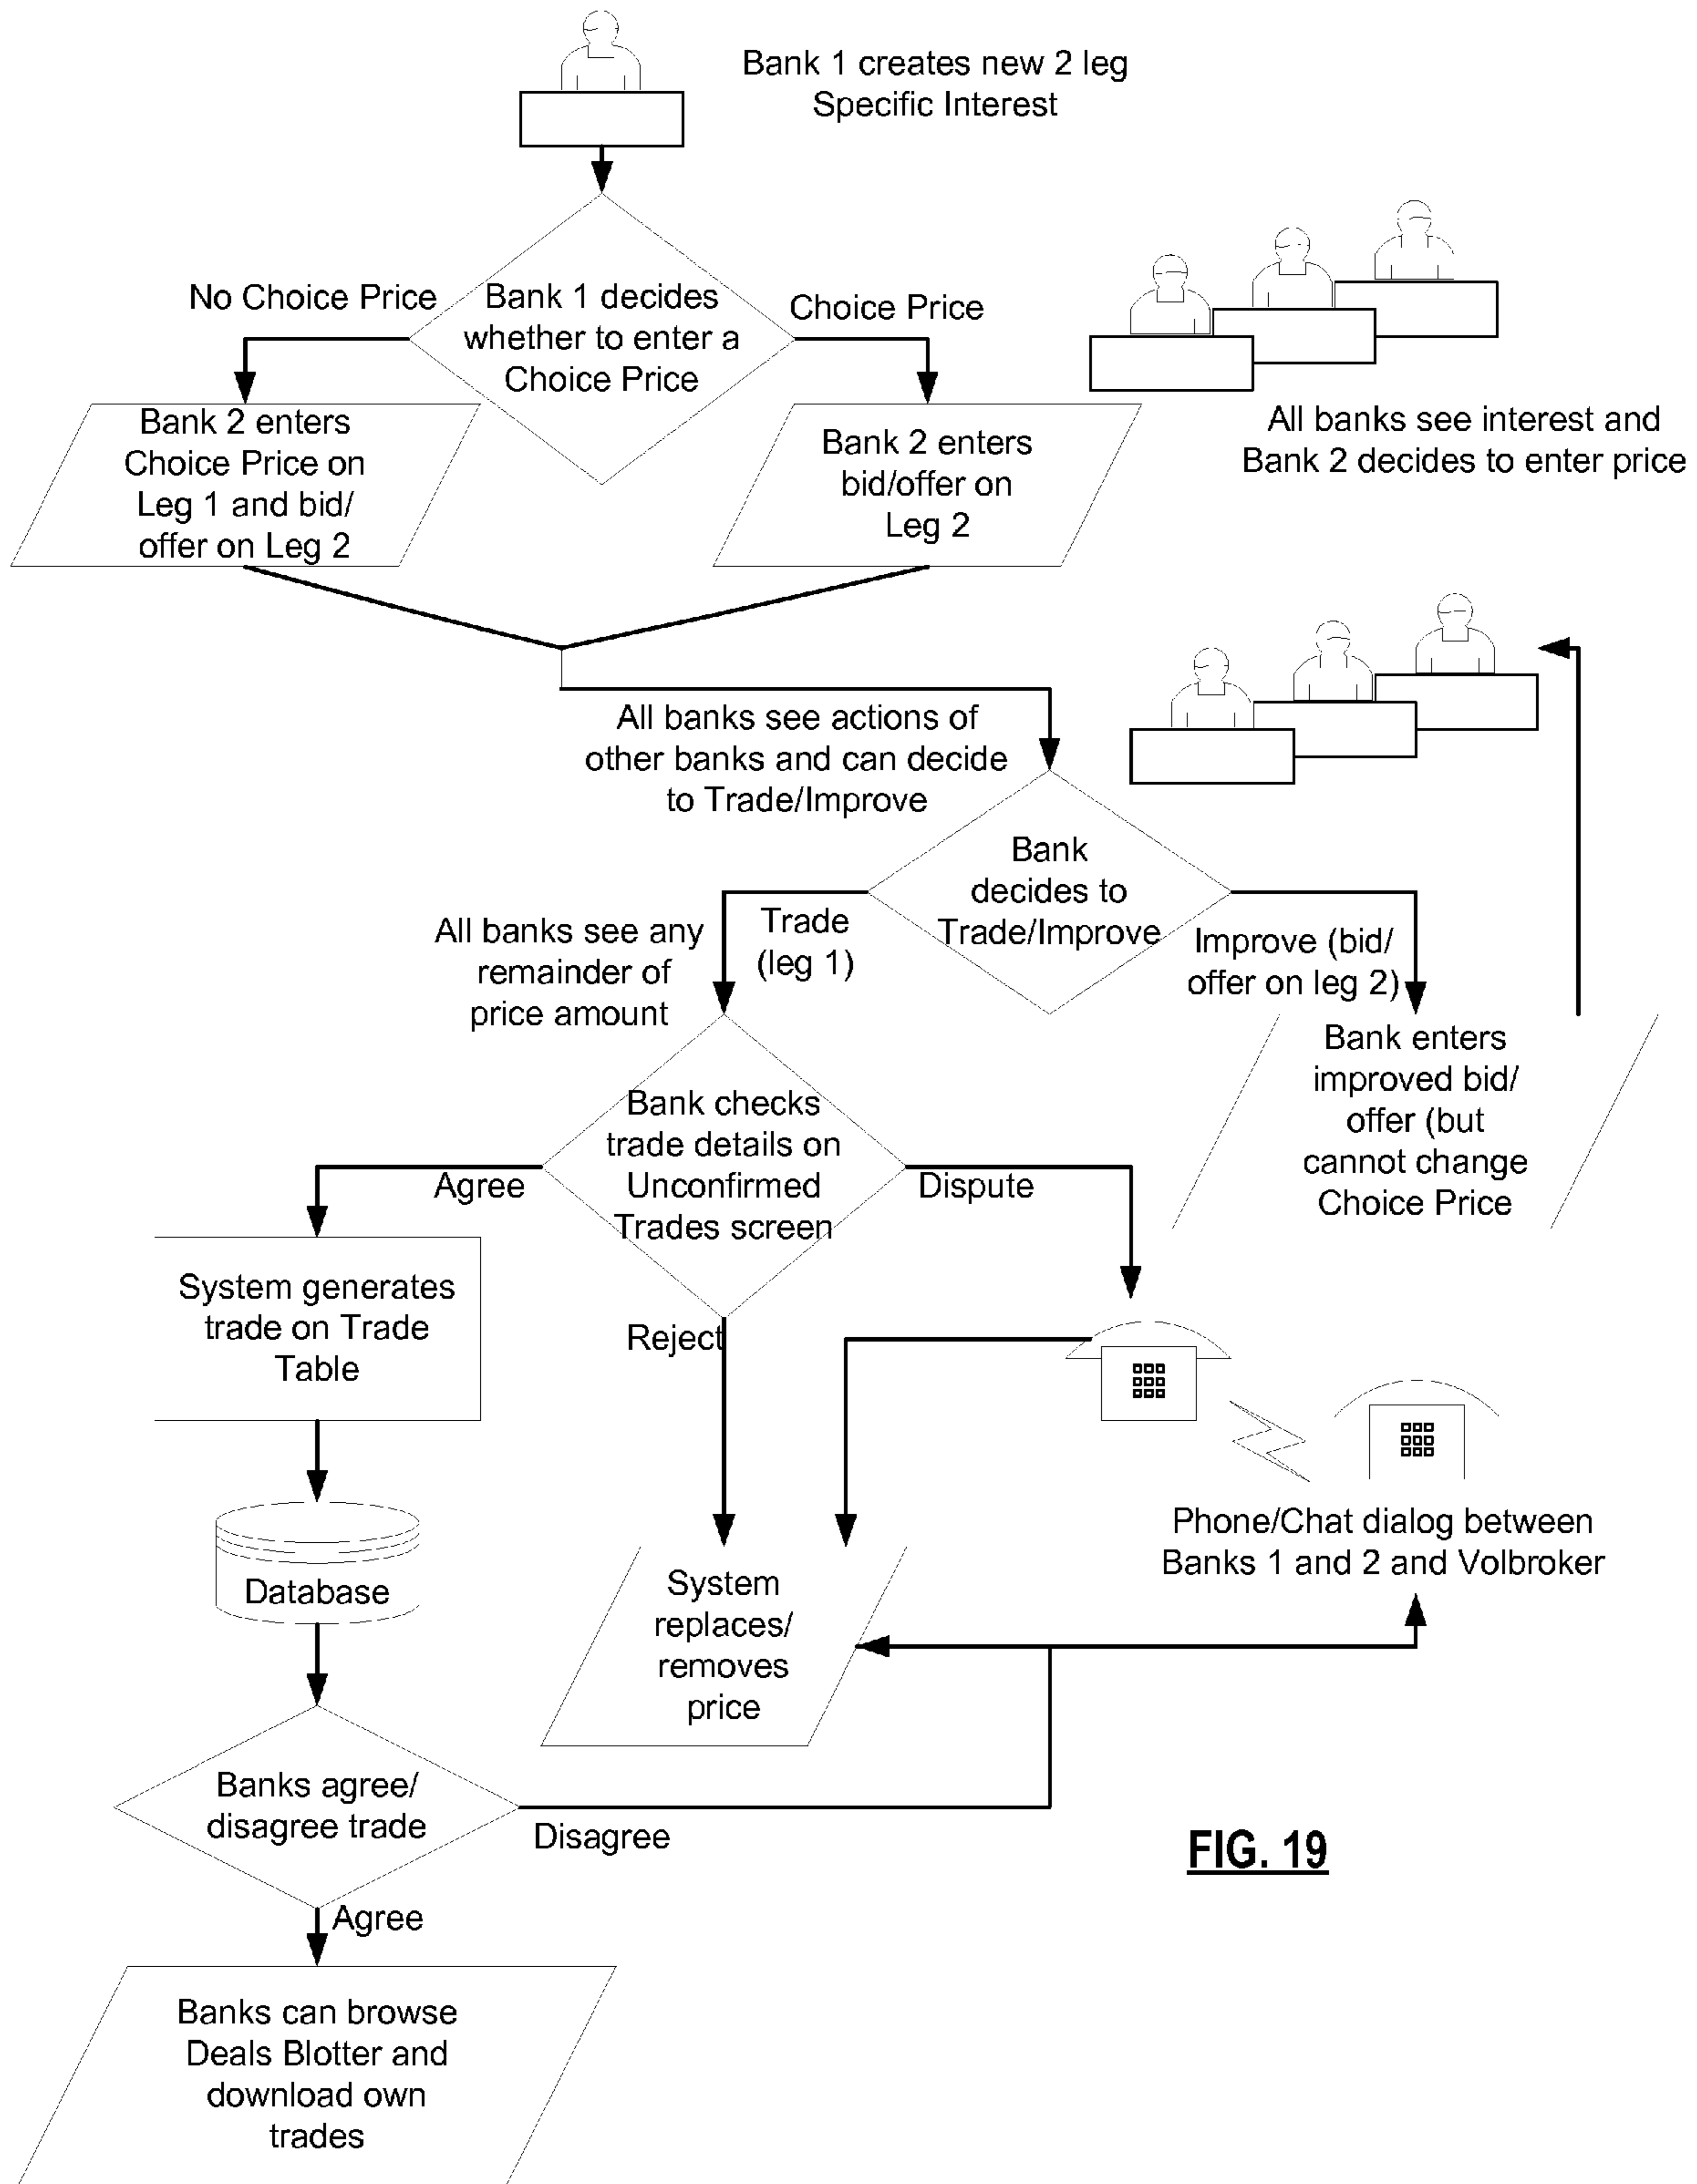 Bank 1 creates new 2 leg
Specific Interest
No Choice Price
Bank 1 decides
whether to enter a
Choice Price
Choice Price
All banks see interest and
Bank 2 decides to enter price
Bank 2 enters
Choice Price on
Leg 1 and bid/
offer on Leg 2
Bank 2 enters
bid/offer on
Leg 2
All banks see actions of
other banks and can decide
to Trade/Improve
Bank
decides to
Trade/Improve
All banks see any
remainder of
price amount
Trade
(leg 1)
Improve (bid/
offer on leg 2)
Bank enters
improved bid/
offer (but
cannot change
Choice Price
Bank checks
trade details on
Unconfirmed
Trades screen
Agree
Dispute
Reject
System generates
trade on Trade
Table
Database
Phone/Chat dialog between
Banks 1 and 2 and Volbroker
System
replaces/
removes
price
Banks agree/
disagree trade
Disagree
Agree
Banks can browse
Deals Blotter and
download own
trades
FIG. 19